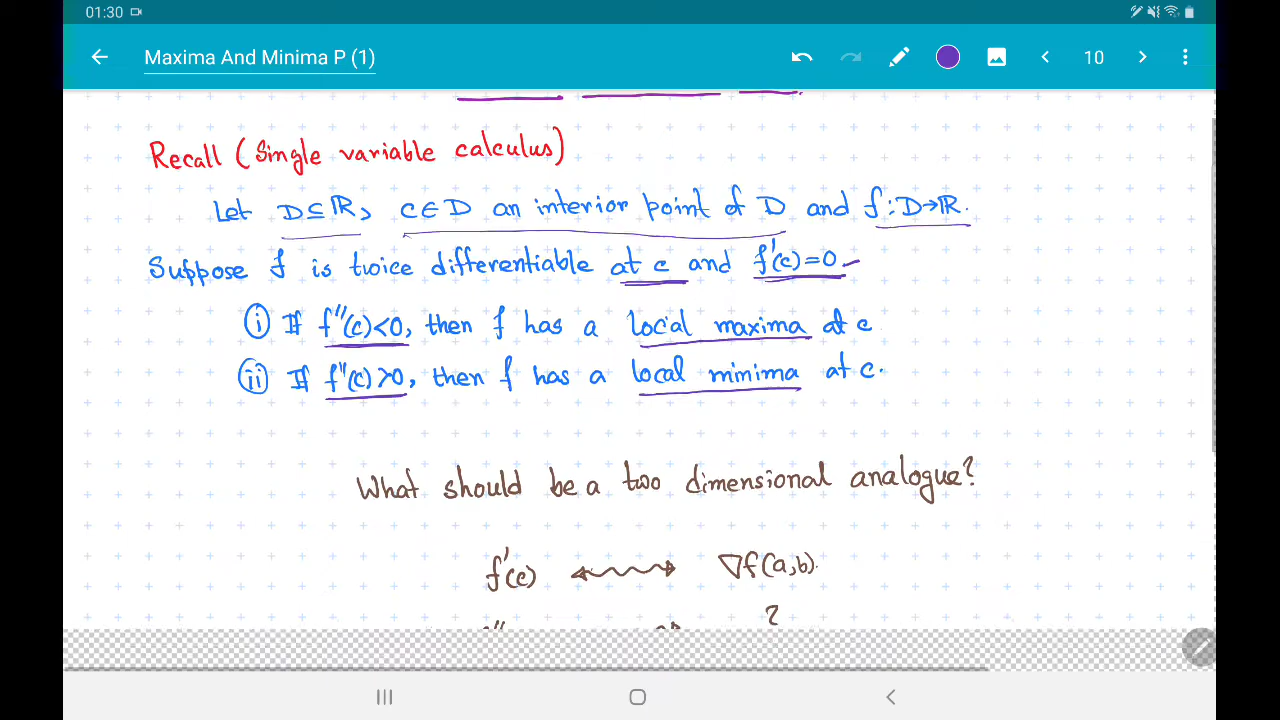 01:30
Maxima And Minima P (1)
10
Recall (Single variable calculus)
Let D⊆ℝ, c∈D an interior point of D and f:D→ℝ.
Suppose f is twice differentiable at c and f'(c)=0
(i) If f''(c)<0, then f has a local maxima at c
(ii) If f''(c)>0, then f has a local minima at c.
What should be a two dimensional analogue?
f'(c) ↔ ∇f(a,b).
?